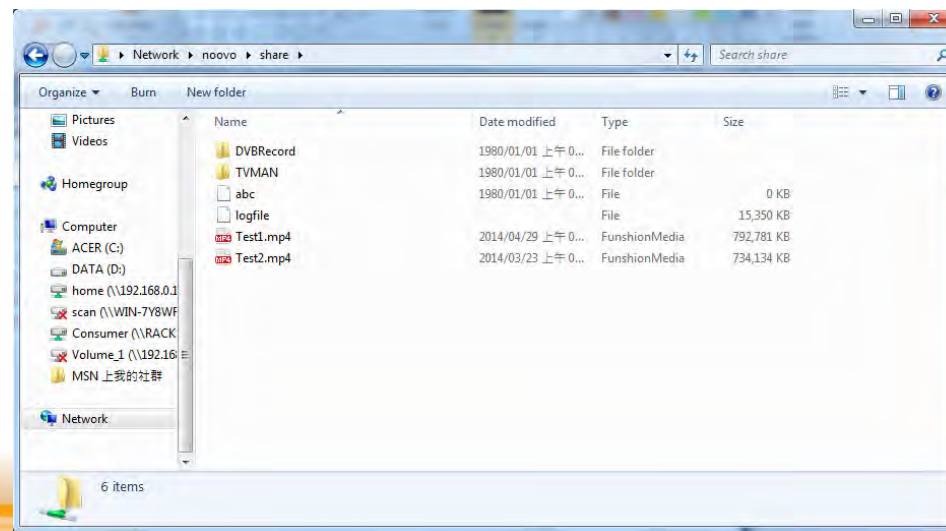 Network ▸ noovo ▸ share ▸
Search share
Organize Burn New folder
Pictures
Videos
Homegroup
Computer
ACER (C:)
DATA (D:)
home (\\192.168.0.1
scan (\\WIN-7Y8WF
Consumer (\\RACK
Volume_1 (\\192.16
MSN 上我的社群
Network
Name Date modified Type Size
DVBRecord 1980/01/01 上午 0... File folder
TVMAN 1980/01/01 上午 0... File folder
abc 1980/01/01 上午 0... File 0 KB
logfile File 15,350 KB
Test1.mp4 2014/04/29 上午 0... FunshionMedia 792,781 KB
Test2.mp4 2014/03/23 上午 0... FunshionMedia 734,134 KB
6 items